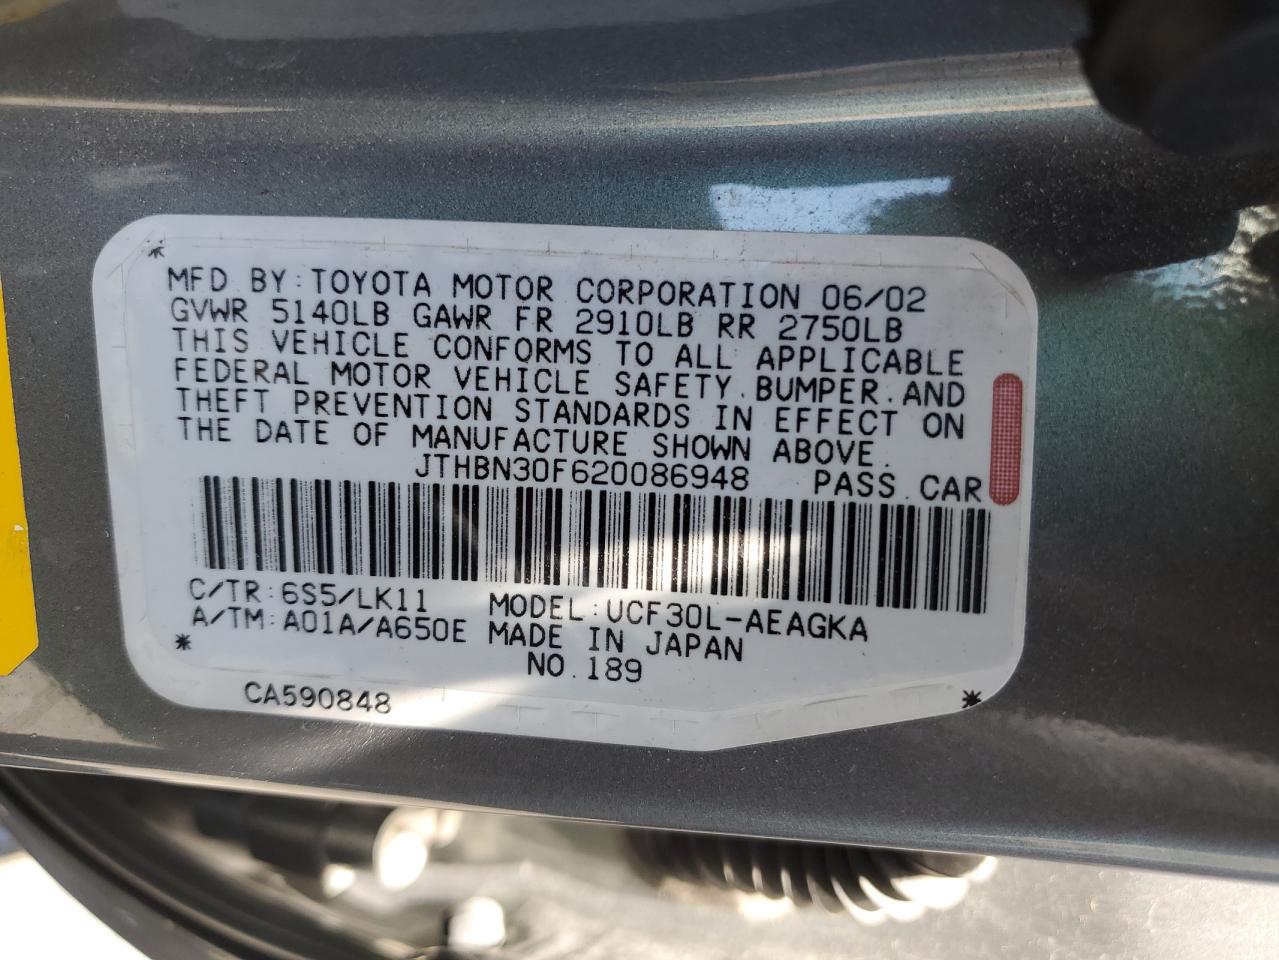 MFD BY:TOYOTA MOTOR CORPORATION 06/02
GVWR 5140LB GAWR FR 2910LB RR 2750LB
THIS VEHICLE CONFORMS TO ALL APPLICABLE
FEDERAL MOTOR VEHICLE SAFETY.BUMPER.AND
THEFT PREVENTION STANDARDS IN EFFECT ON
THE DATE OF MANUFACTURE SHOWN ABOVE.
JTHBN30F620086948 PASS.CAR
C/TR:6S5/LK11 MODEL:UCF30L-AEAGKA
A/TM:A01A/A650E MADE IN JAPAN
NO.189
CA590848